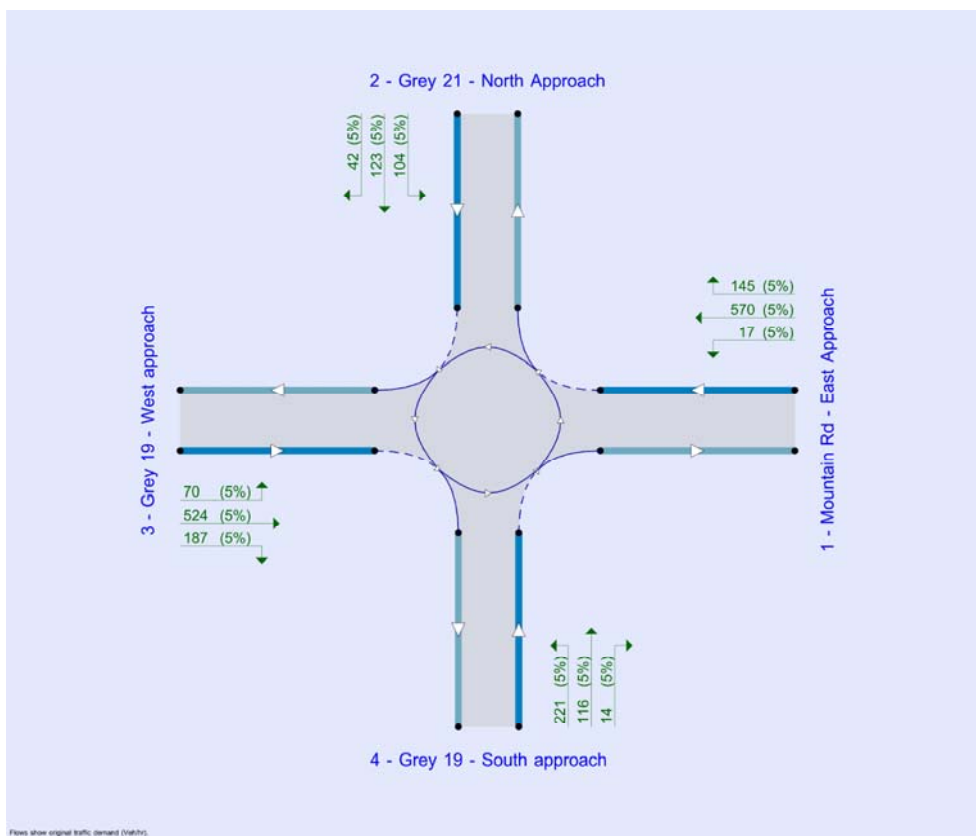 2 - Grey 21 - North Approach
42 (5%)
123 (5%)
104 (5%)
145 (5%)
570 (5%)
17 (5%)
3 - Grey 19 - West approach
1 - Mountain Rd - East Approach
70 (5%)
524 (5%)
187 (5%)
221 (5%)
116 (5%)
14 (5%)
4 - Grey 19 - South approach
Flows show original traffic demand (Veh/hr).